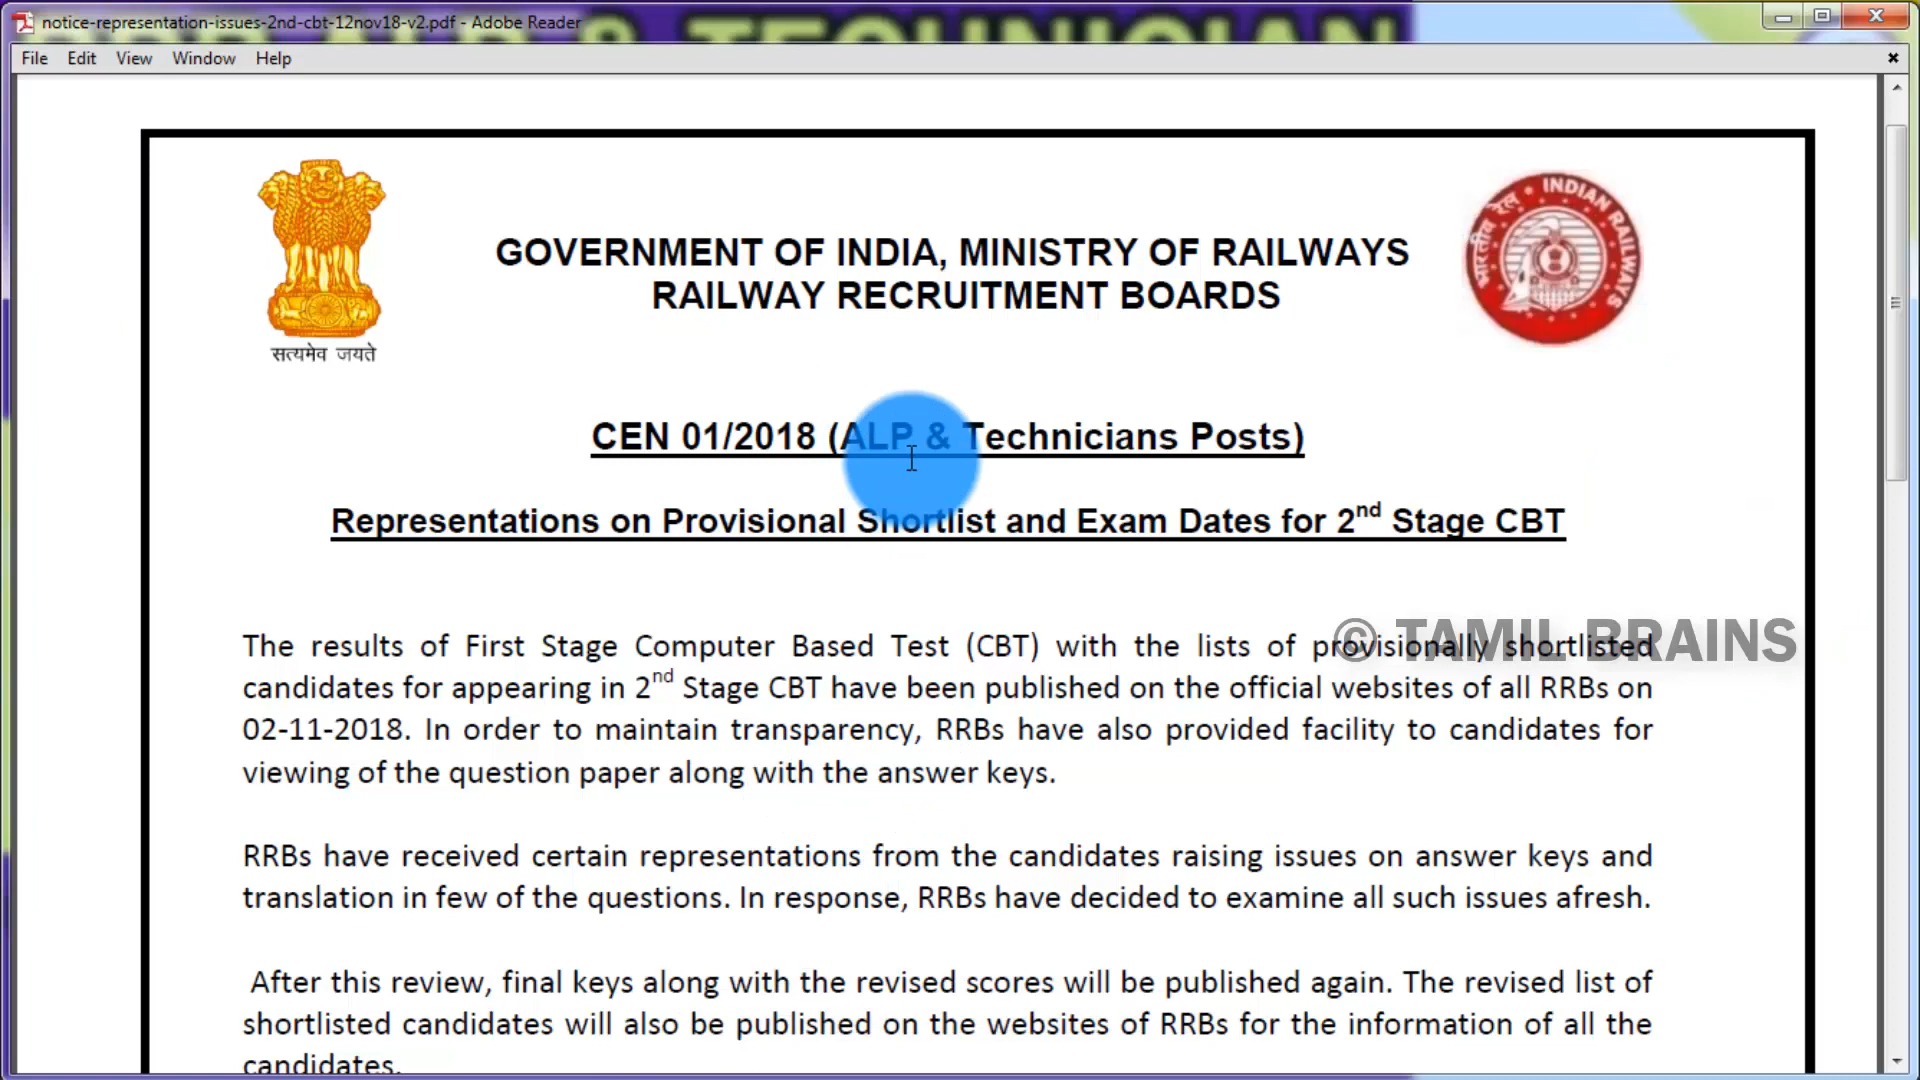 notice-representation-issues-2nd-cbt-12nov18-v2.pdf - Adobe Reader
& TECHNICIAN
File Edit View Window Help
GOVERNMENT OF INDIA, MINISTRY OF RAILWAYS
RAILWAY RECRUITMENT BOARDS
सत्यमेव जयते
भारतीय रेल • INDIAN RAILWAYS
CEN 01/2018 (ALP & Technicians Posts)
Representations on Provisional Shortlist and Exam Dates for 2nd Stage CBT
© TAMIL BRAINS
The results of First Stage Computer Based Test (CBT) with the lists of provisionally shortlisted
candidates for appearing in 2nd Stage CBT have been published on the official websites of all RRBs on
02-11-2018. In order to maintain transparency, RRBs have also provided facility to candidates for
viewing of the question paper along with the answer keys.
RRBs have received certain representations from the candidates raising issues on answer keys and
translation in few of the questions. In response, RRBs have decided to examine all such issues afresh.
After this review, final keys along with the revised scores will be published again. The revised list of
shortlisted candidates will also be published on the websites of RRBs for the information of all the
candidates.